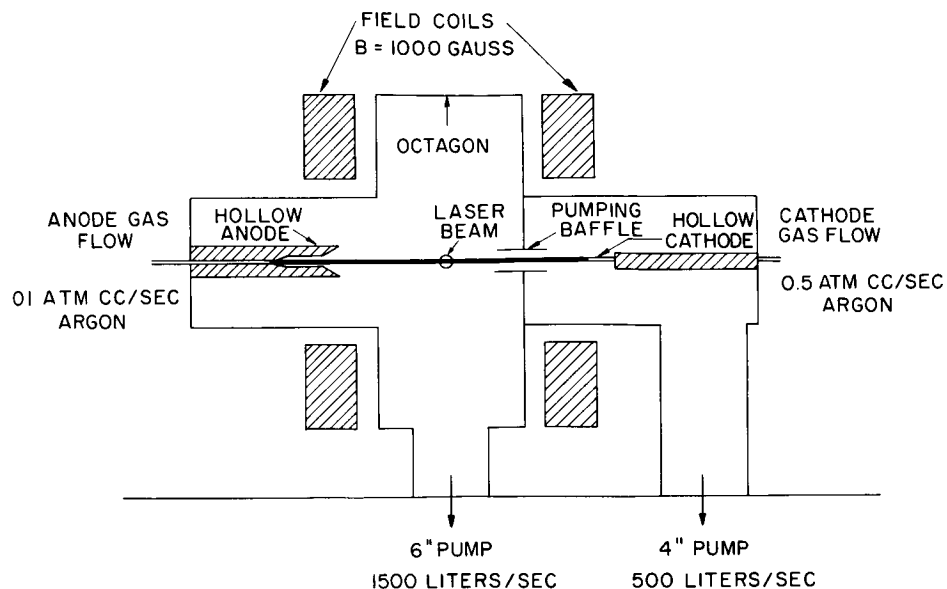 FIELD COILS
B = 1000 GAUSS
OCTAGON
ANODE GAS
FLOW
HOLLOW
ANODE
LASER
BEAM
PUMPING
BAFFLE
HOLLOW
CATHODE
CATHODE
GAS FLOW
01 ATM CC/SEC
ARGON
0.5 ATM CC/SEC
ARGON
6" PUMP
1500 LITERS/SEC
4" PUMP
500 LITERS/SEC